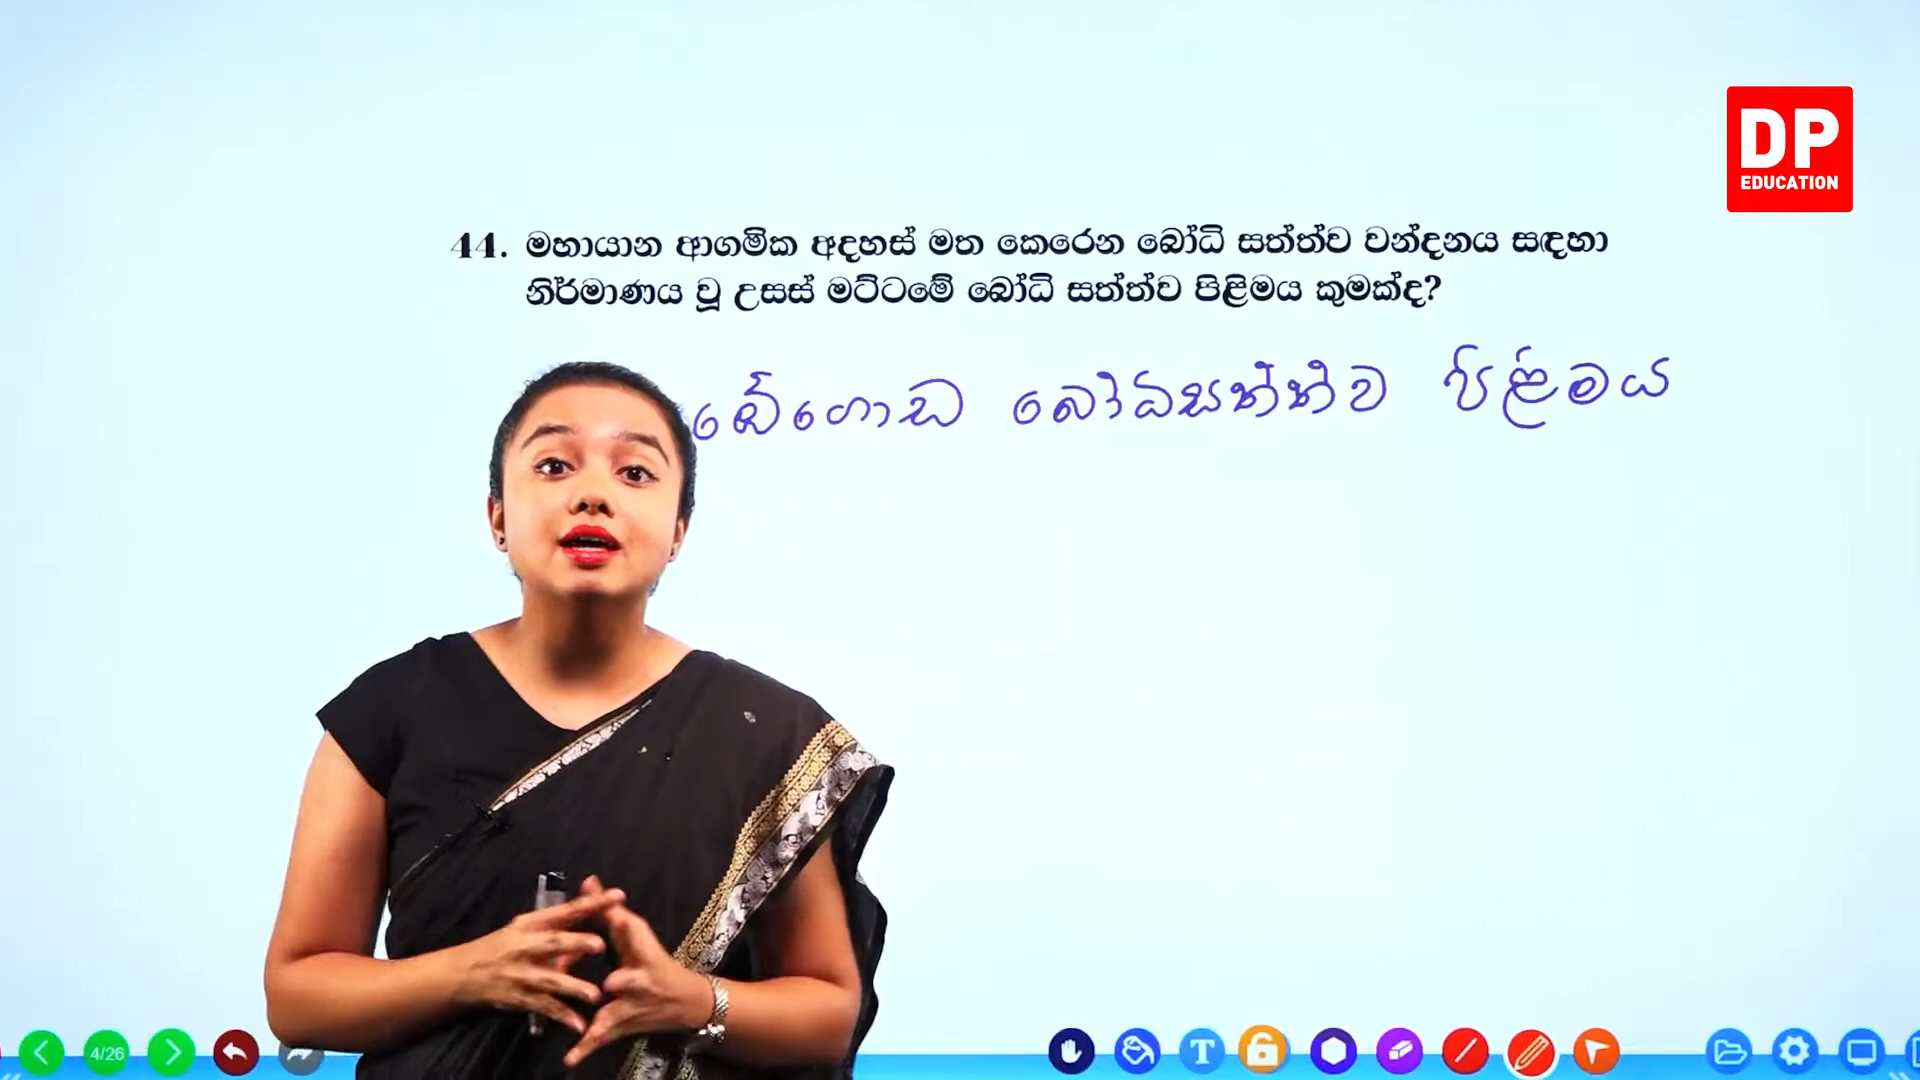 DP
EDUCATION
44. මහායාන ආගමික අදහස් මත කෙරෙන බෝධි සත්ත්ව වන්දනය සඳහා
නිර්මාණය වූ උසස් මට්ටමේ බෝධි සත්ත්ව පිළිමය කුමක්ද?
බේගොඩ බෝධිසත්ත්ව පිළිමය
4/26
T